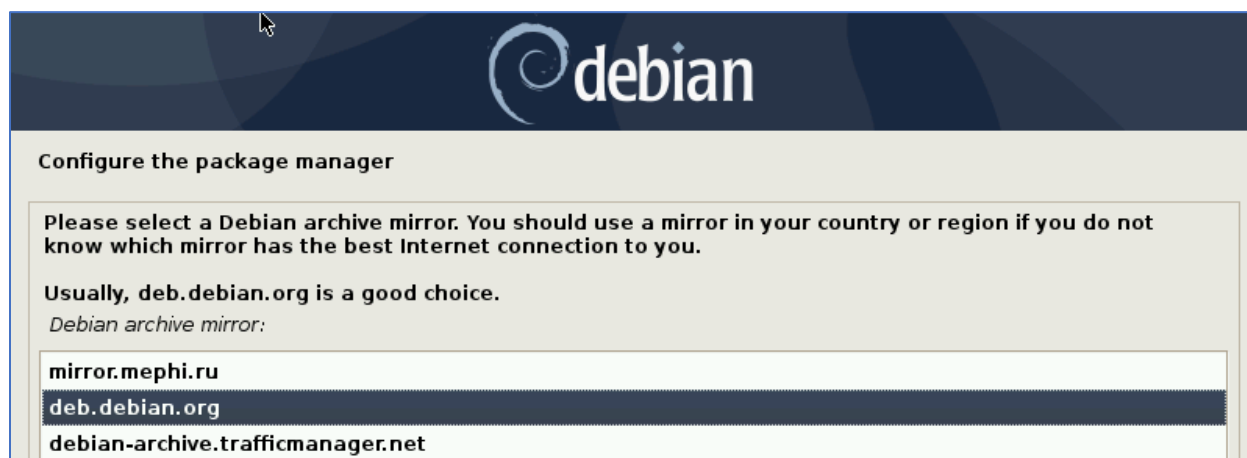 debian
Configure the package manager
Please select a Debian archive mirror. You should use a mirror in your country or region if you do not
know which mirror has the best Internet connection to you.
Usually, deb.debian.org is a good choice.
Debian archive mirror:
mirror.mephi.ru
deb.debian.org
debian-archive.trafficmanager.net